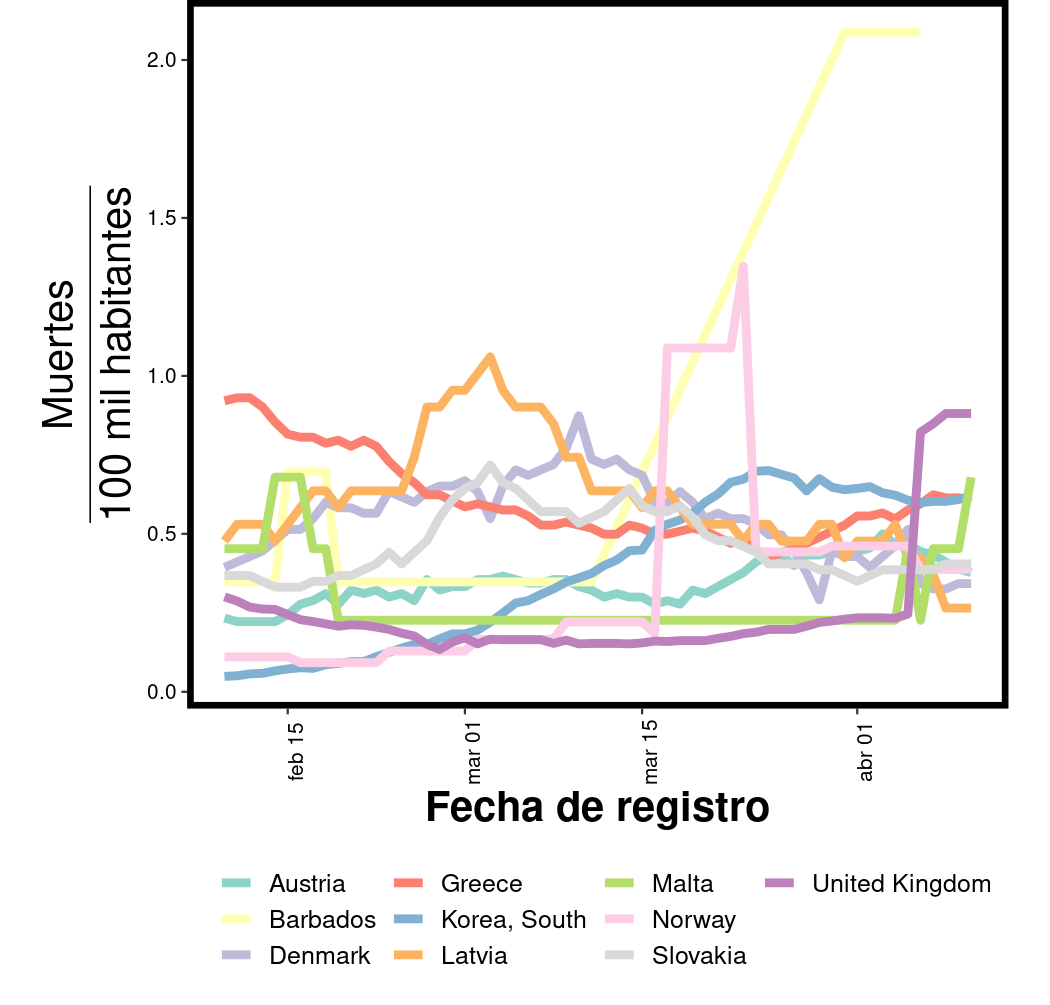 Muertes
100 mil habitantes
2.0
1.5
1.0
0.5
0.0
feb 15
mar 01
mar 15
abr 01
Fecha de registro
Austria
Greece
Malta
United Kingdom
Barbados
Korea, South
Norway
Denmark
Latvia
Slovakia